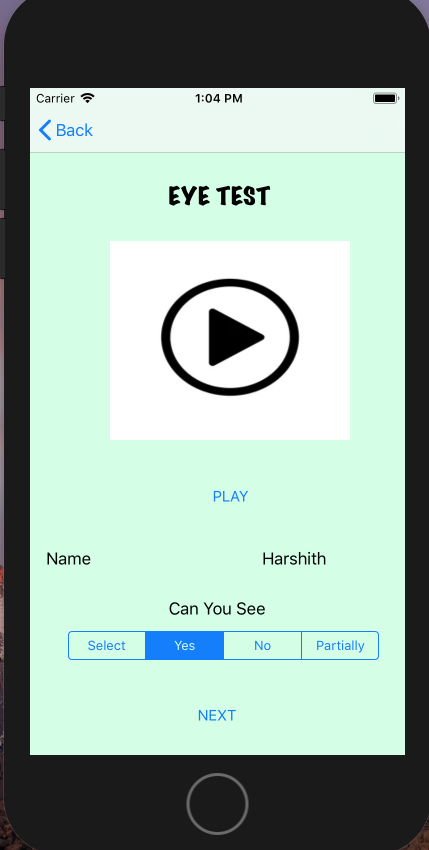 Carrier 1:04 PM
Back
EYE TEST
PLAY
Name Harshith
Can You See
Select Yes No Partially
NEXT